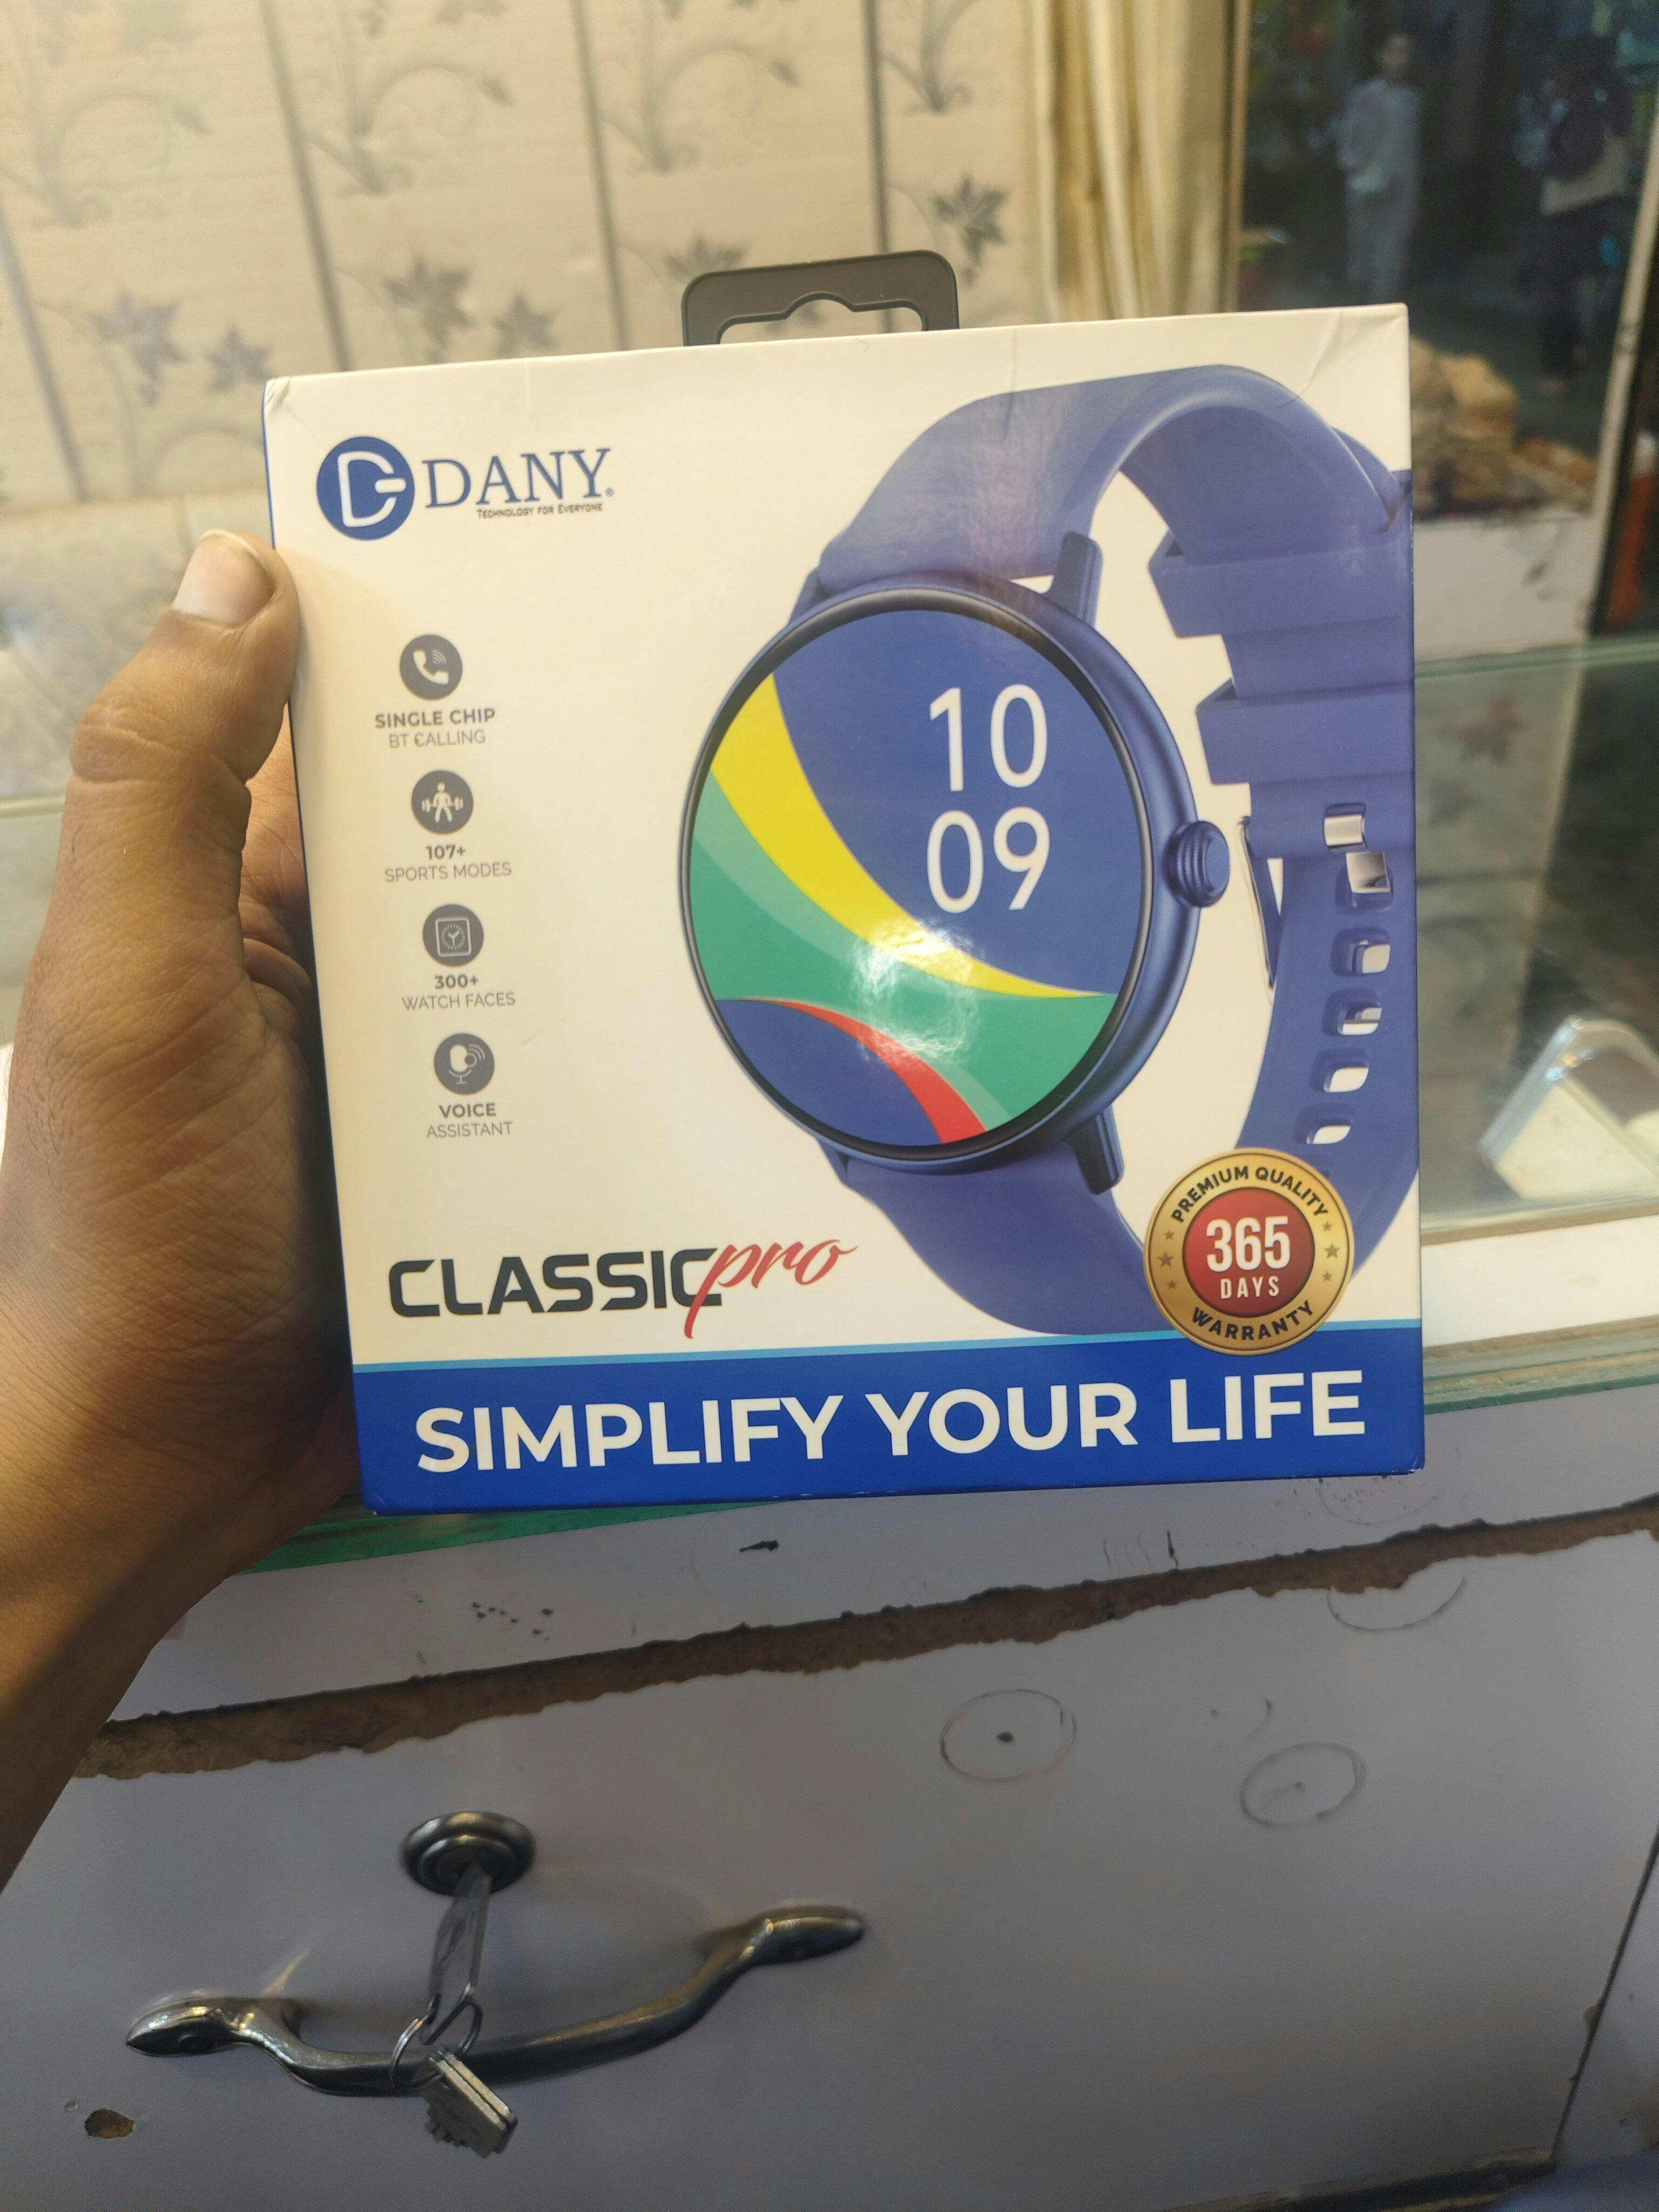 DANY®
TECHNOLOGY FOR EVERYONE
SINGLE CHIP
BT CALLING
107+
SPORTS MODES
300+
WATCH FACES
VOICE
ASSISTANT
10
09
CLASSIC pro
PREMIUM QUALITY
365
DAYS
WARRANTY
SIMPLIFY YOUR LIFE